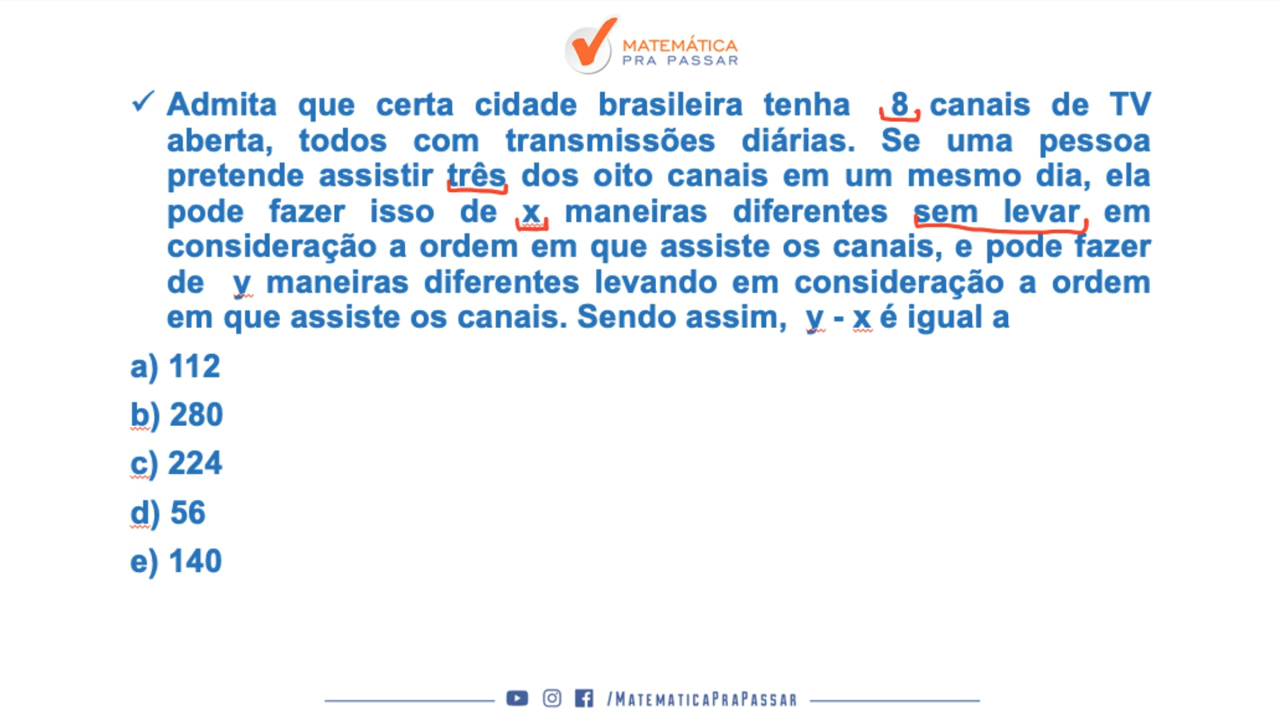 MATEMÁTICA
PRA PASSAR
✓ Admita que certa cidade brasileira tenha 8 canais de TV
aberta, todos com transmissões diárias. Se uma pessoa
pretende assistir três dos oito canais em um mesmo dia, ela
pode fazer isso de x maneiras diferentes sem levar em
consideração a ordem em que assiste os canais, e pode fazer
de y maneiras diferentes levando em consideração a ordem
em que assiste os canais. Sendo assim, y - x é igual a
a) 112
b) 280
c) 224
d) 56
e) 140
/MATEMATICAPRAPASSAR